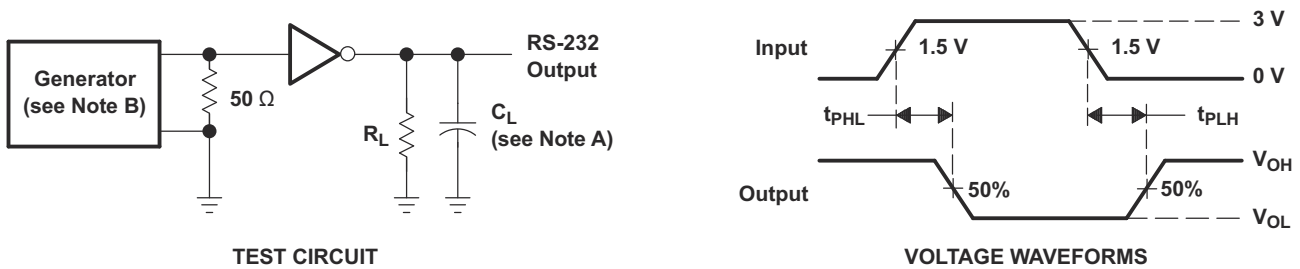 Generator
(see Note B)
50 Ω
RS-232
Output
R_L
C_L
(see Note A)
TEST CIRCUIT
Input
1.5 V
1.5 V
3 V
0 V
t_PHL
t_PLH
Output
50%
50%
V_OH
V_OL
VOLTAGE WAVEFORMS